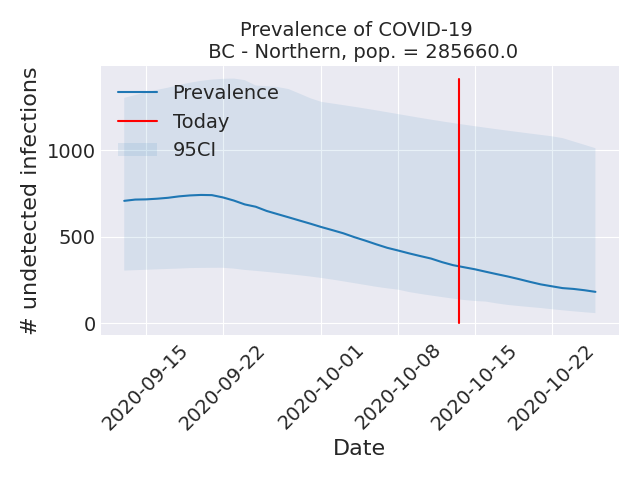 Prevalence of COVID-19
BC - Northern, pop. = 285660.0
Prevalence
Today
95CI
# undetected infections
1000
500
0
2020-09-15
2020-09-22
2020-10-01
2020-10-08
2020-10-15
2020-10-22
Date